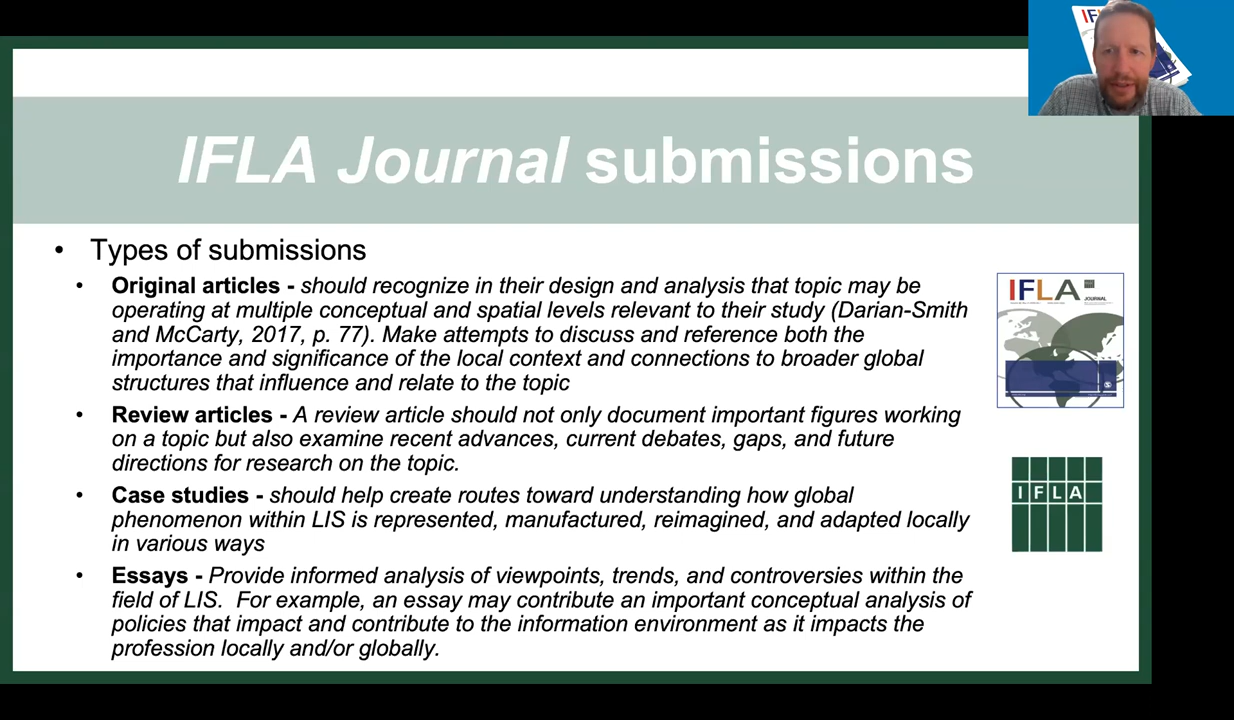 IF
IFLA Journal submissions
• Types of submissions
• Original articles - should recognize in their design and analysis that topic may be
operating at multiple conceptual and spatial levels relevant to their study (Darian-Smith
and McCarty, 2017, p. 77). Make attempts to discuss and reference both the
importance and significance of the local context and connections to broader global
structures that influence and relate to the topic
• Review articles - A review article should not only document important figures working
on a topic but also examine recent advances, current debates, gaps, and future
directions for research on the topic.
• Case studies - should help create routes toward understanding how global
phenomenon within LIS is represented, manufactured, reimagined, and adapted locally
in various ways
• Essays - Provide informed analysis of viewpoints, trends, and controversies within the
field of LIS.  For example, an essay may contribute an important conceptual analysis of
policies that impact and contribute to the information environment as it impacts the
profession locally and/or globally.
IFLA
JOURNAL
IFLA